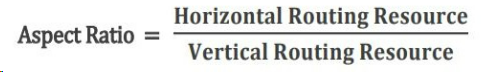 Aspect Ratio = Horizontal Routing Resource
Vertical Routing Resource